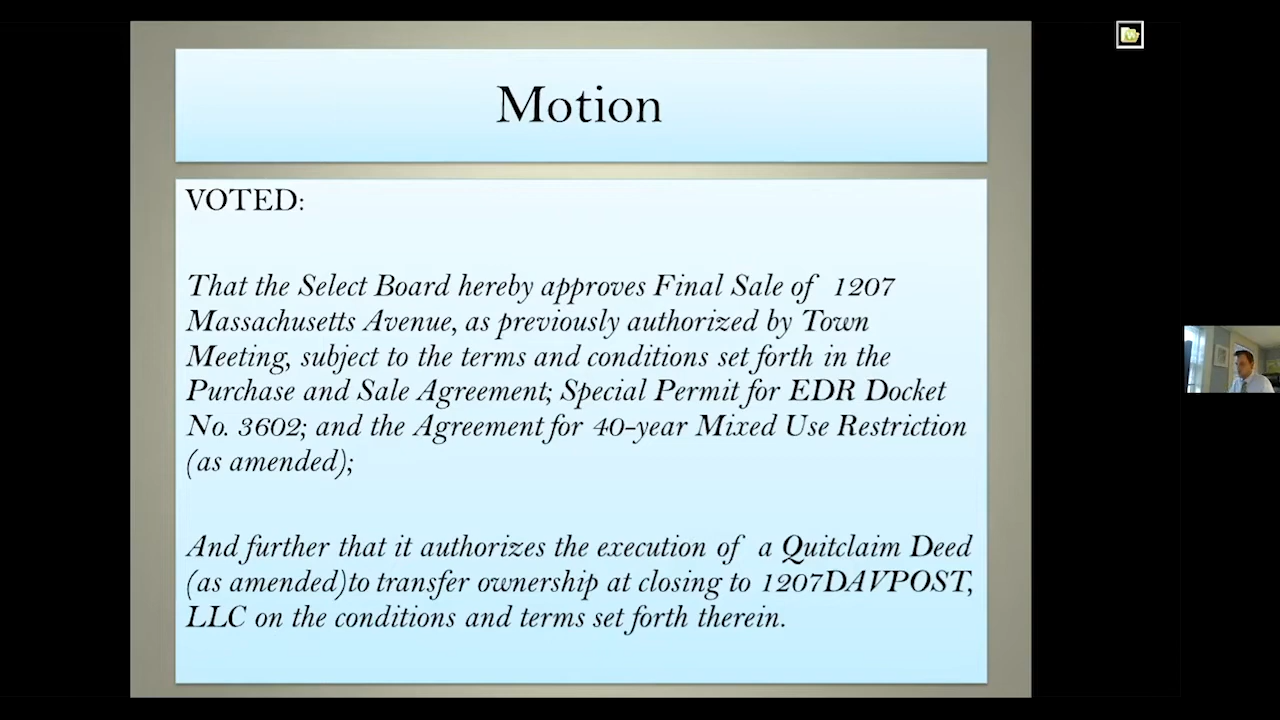 Motion
VOTED:
That the Select Board hereby approves Final Sale of 1207
Massachusetts Avenue, as previously authorized by Town
Meeting, subject to the terms and conditions set forth in the
Purchase and Sale Agreement; Special Permit for EDR Docket
No. 3602; and the Agreement for 40-year Mixed Use Restriction
(as amended);
And further that it authorizes the execution of a Quitclaim Deed
(as amended)to transfer ownership at closing to 1207DAVPOST,
LLC on the conditions and terms set forth therein.